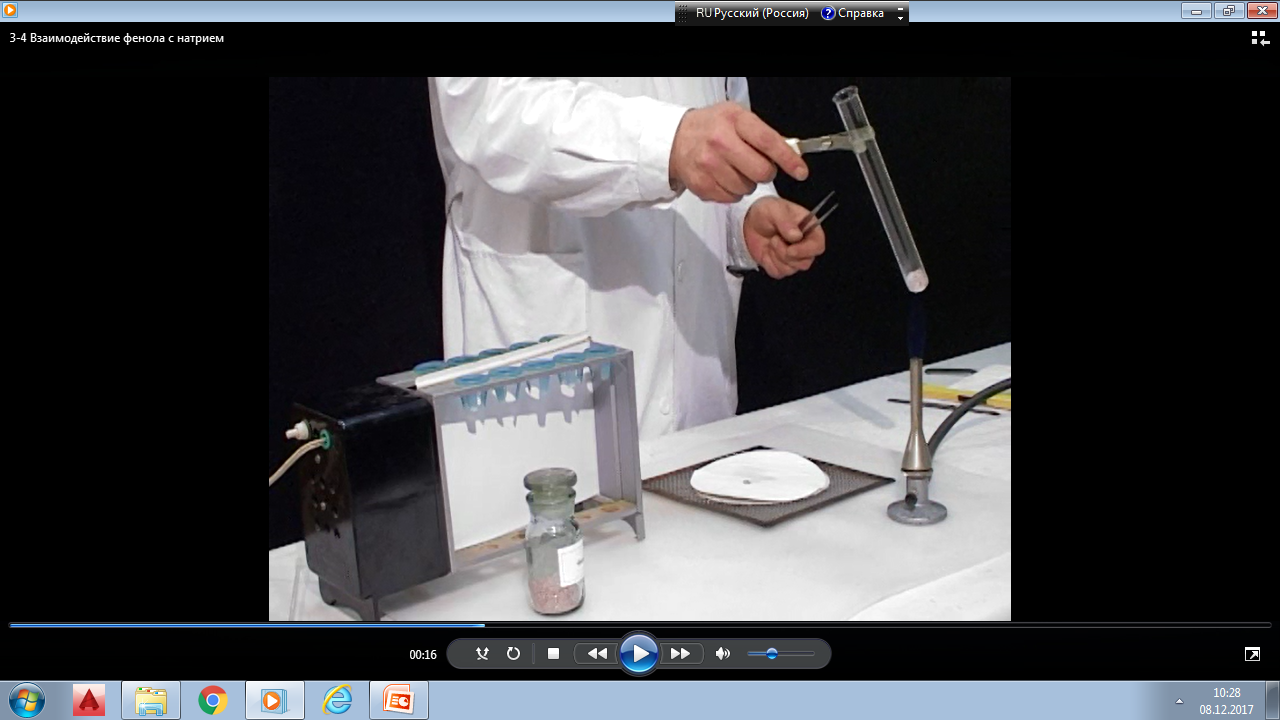 RU Русский (Россия) ? Справка
3-4 Взаимодействие фенола с натрием
00:16
10:28
08.12.2017